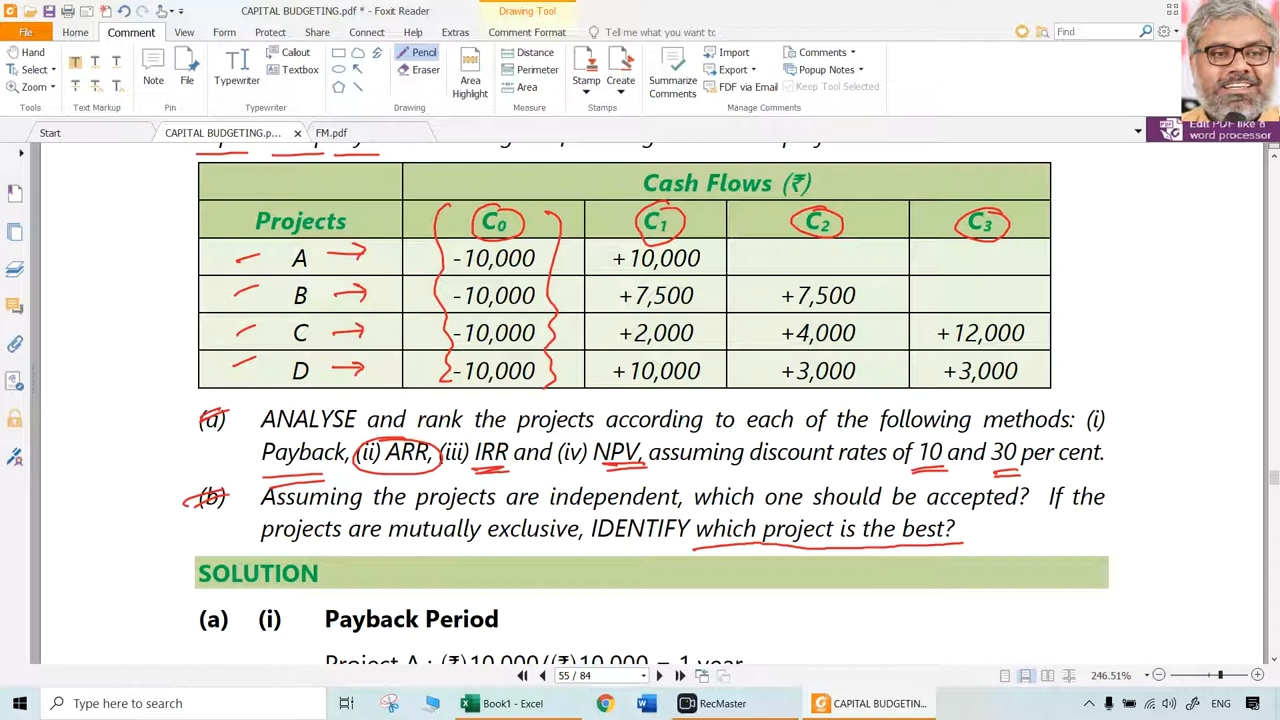 CAPITAL BUDGETING.pdf * - Foxit Reader
Drawing Tool
File Home Comment View Form Protect Share Connect Help Extras Comment Format Tell me what you want tc Find
Hand
Select
Zoom
Tools
Text Markup
Note
File
Pin
Typewriter
Callout
Textbox
Typewriter
Pencil
Eraser
Drawing
Area Highlight
Distance
Perimeter
Area
Measure
Stamp
Create
Stamps
Summarize Comments
Import
Export
FDF via Email
Comments
Popup Notes
Keep Tool Selected
Manage Comments
Start CAPITAL BUDGETING.p... FM.pdf
Edit PDF like a word processor
Cash Flows (₹)
Projects C₀ C₁ C₂ C₃
A -10,000 +10,000
B -10,000 +7,500 +7,500
C -10,000 +2,000 +4,000 +12,000
D -10,000 +10,000 +3,000 +3,000
(a) ANALYSE and rank the projects according to each of the following methods: (i)
Payback, (ii) ARR, (iii) IRR and (iv) NPV, assuming discount rates of 10 and 30 per cent.
(b) Assuming the projects are independent, which one should be accepted? If the
projects are mutually exclusive, IDENTIFY which project is the best?
SOLUTION
(a) (i) Payback Period
Project A : (₹)10,000/(₹)10,000 = 1 year
55 / 84
246.51%
Type here to search
Book1 - Excel
RecMaster
CAPITAL BUDGETIN...
ENG